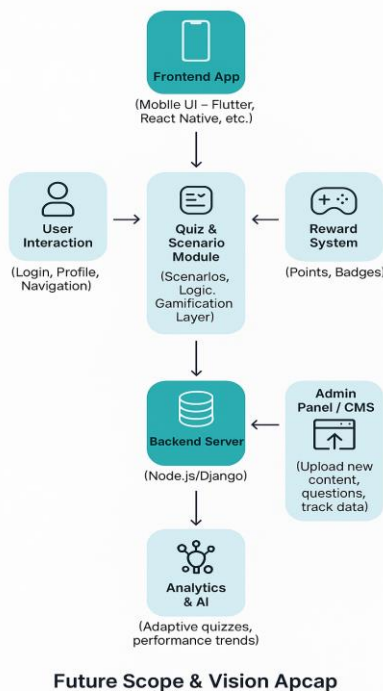 Frontend App
(Moblle UI – Flutter,
React Native, etc.)
User
Interaction
(Login, Profile,
Navigation)
Quiz &
Scenario
Module
(Scenarlos,
Logic.
Gamification
Layer)
Reward
System
(Points, Badges)
Backend Server
(Node.js/Django)
Admin
Panel / CMS
(Upload new
content,
questions,
track data)
Analytics
& AI
(Adaptive quizzes,
performance trends)
Future Scope & Vision Apcap